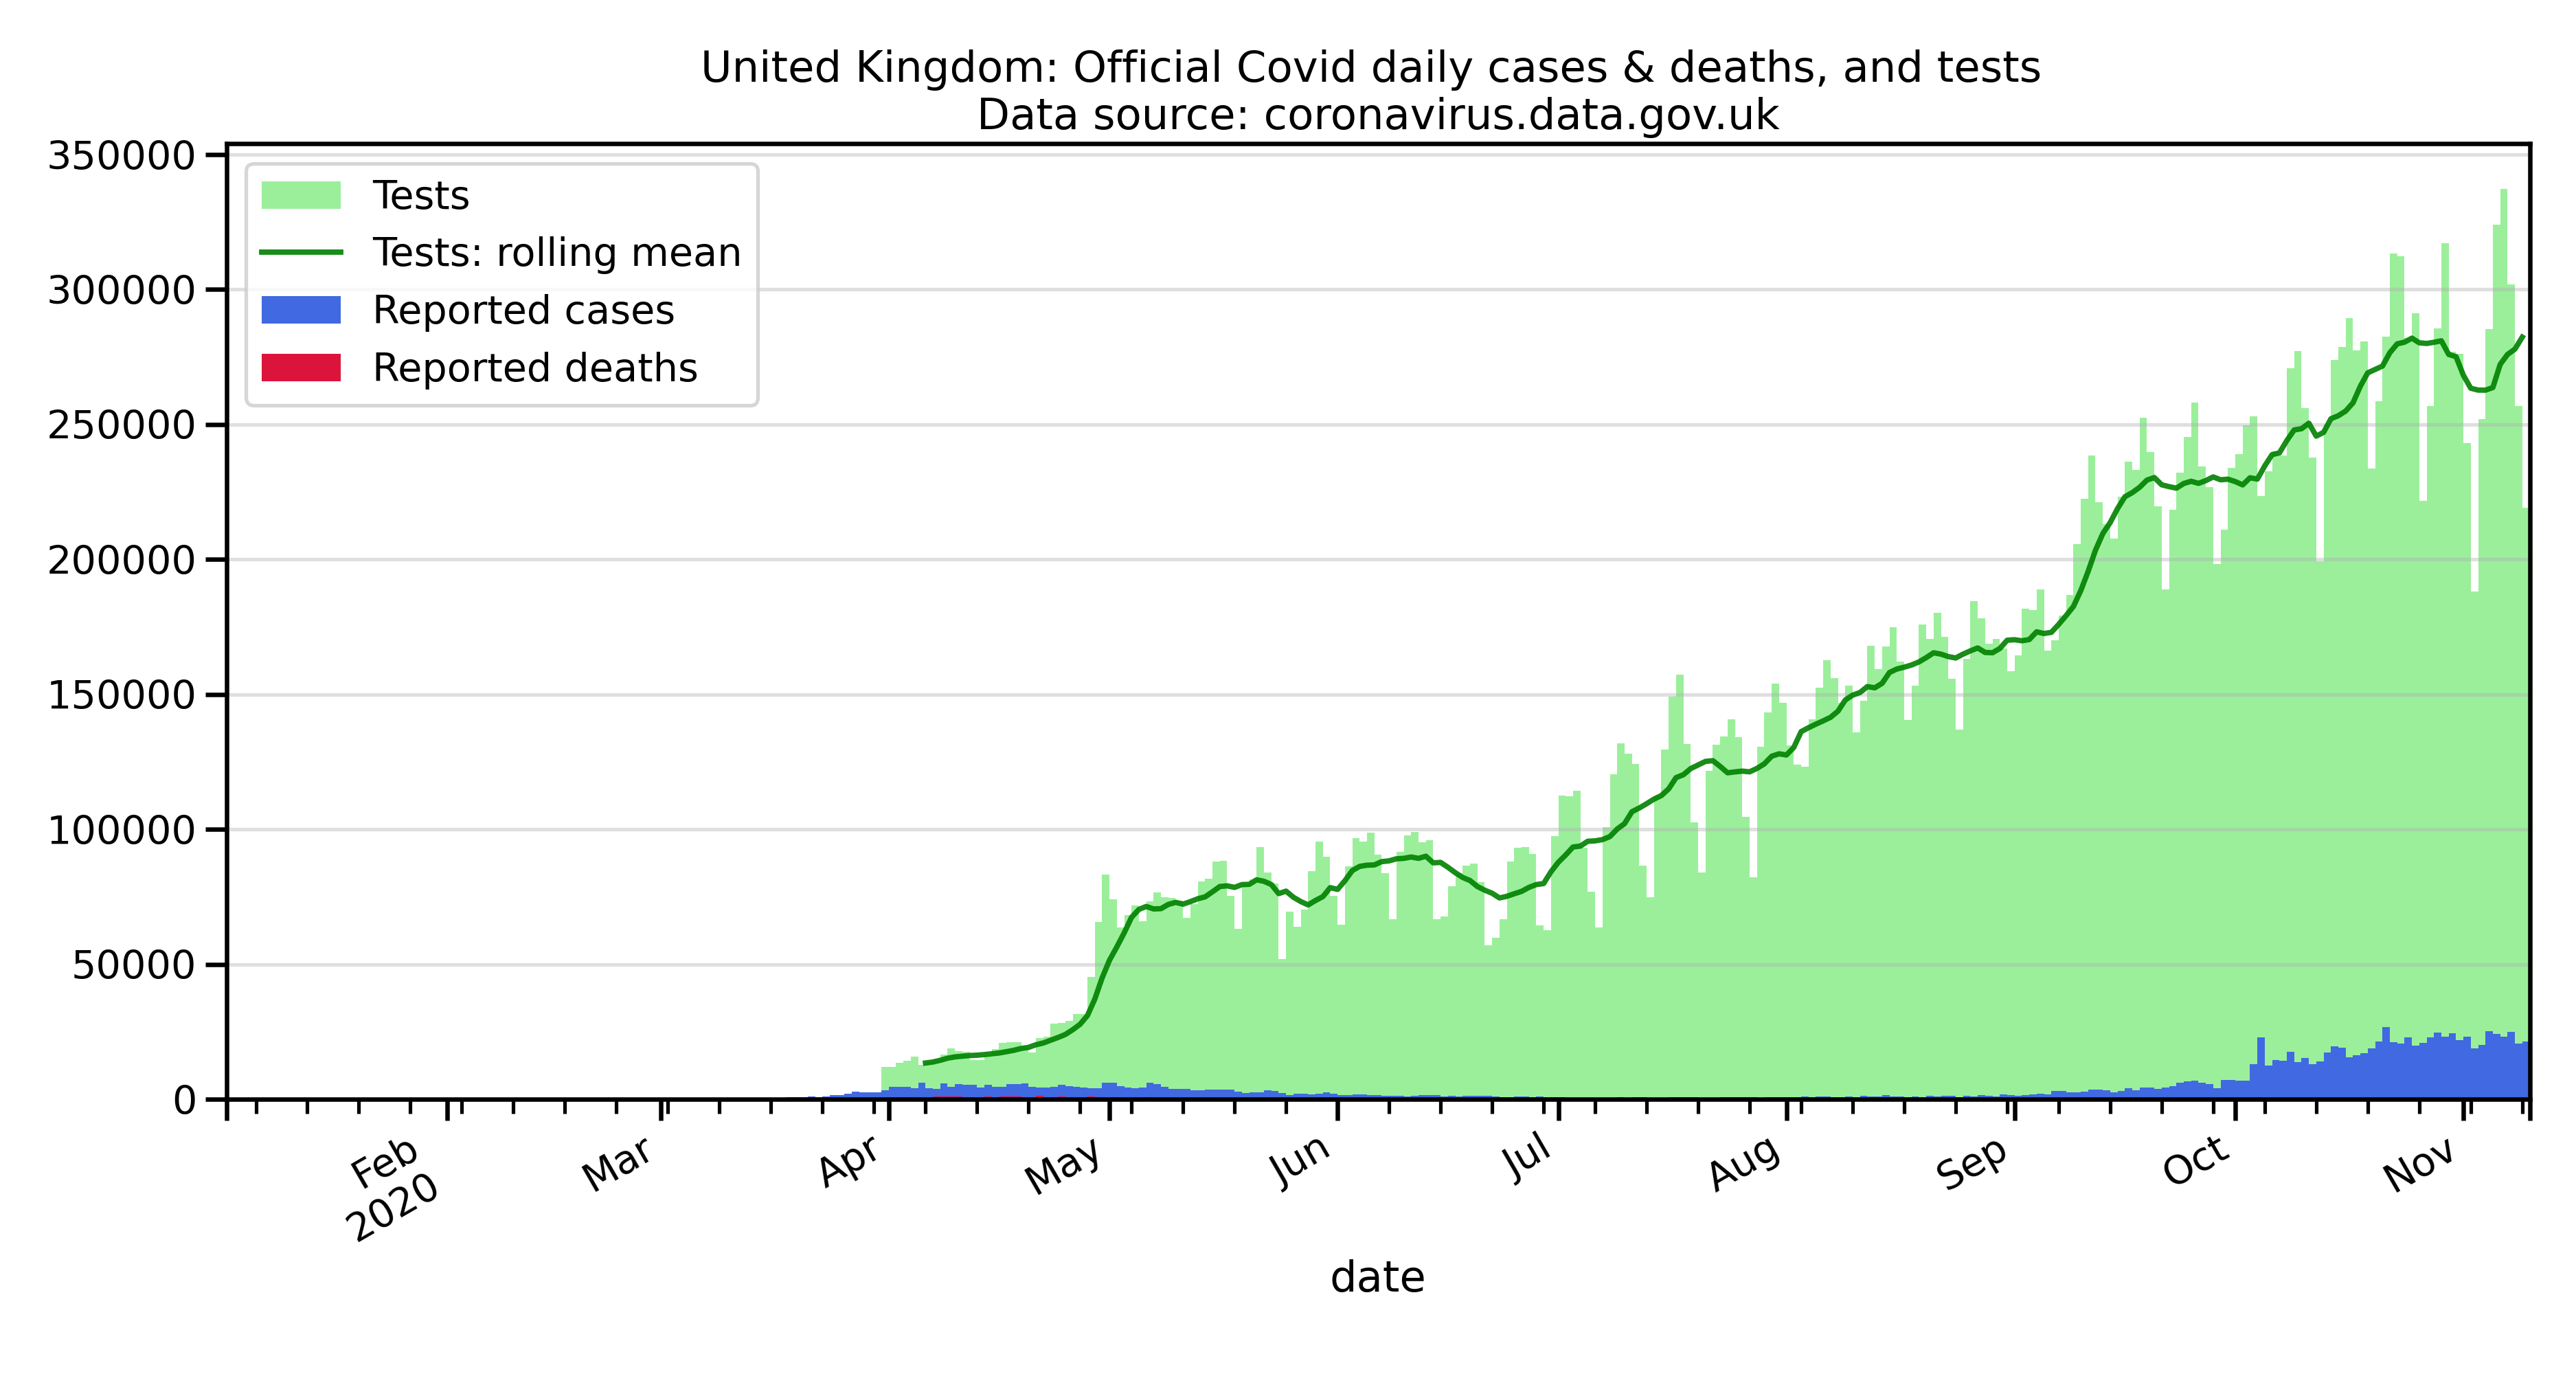 United Kingdom: Official Covid daily cases & deaths, and tests
Data source: coronavirus.data.gov.uk
350000
300000
250000
200000
150000
100000
50000
0
Tests
Tests: rolling mean
Reported cases
Reported deaths
Feb
2020
Mar
Apr
May
Jun
Jul
Aug
Sep
Oct
Nov
date